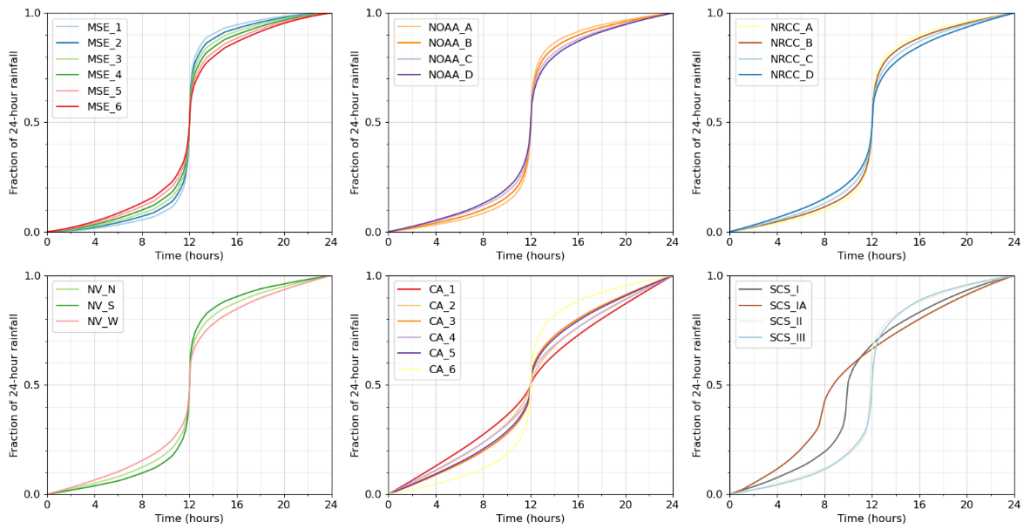 1.0
0.5
0.0
0
4
8
12
16
20
24
Time (hours)
Fraction of 24-hour rainfall
MSE_1
MSE_2
MSE_3
MSE_4
MSE_5
MSE_6
1.0
0.5
0.0
0
4
8
12
16
20
24
Time (hours)
Fraction of 24-hour rainfall
NOAA_A
NOAA_B
NOAA_C
NOAA_D
1.0
0.5
0.0
0
4
8
12
16
20
24
Time (hours)
Fraction of 24-hour rainfall
NRCC_A
NRCC_B
NRCC_C
NRCC_D
1.0
0.5
0.0
0
4
8
12
16
20
24
Time (hours)
Fraction of 24-hour rainfall
NV_N
NV_S
NV_W
1.0
0.5
0.0
0
4
8
12
16
20
24
Time (hours)
Fraction of 24-hour rainfall
CA_1
CA_2
CA_3
CA_4
CA_5
CA_6
1.0
0.5
0.0
0
4
8
12
16
20
24
Time (hours)
Fraction of 24-hour rainfall
SCS_I
SCS_IA
SCS_II
SCS_III